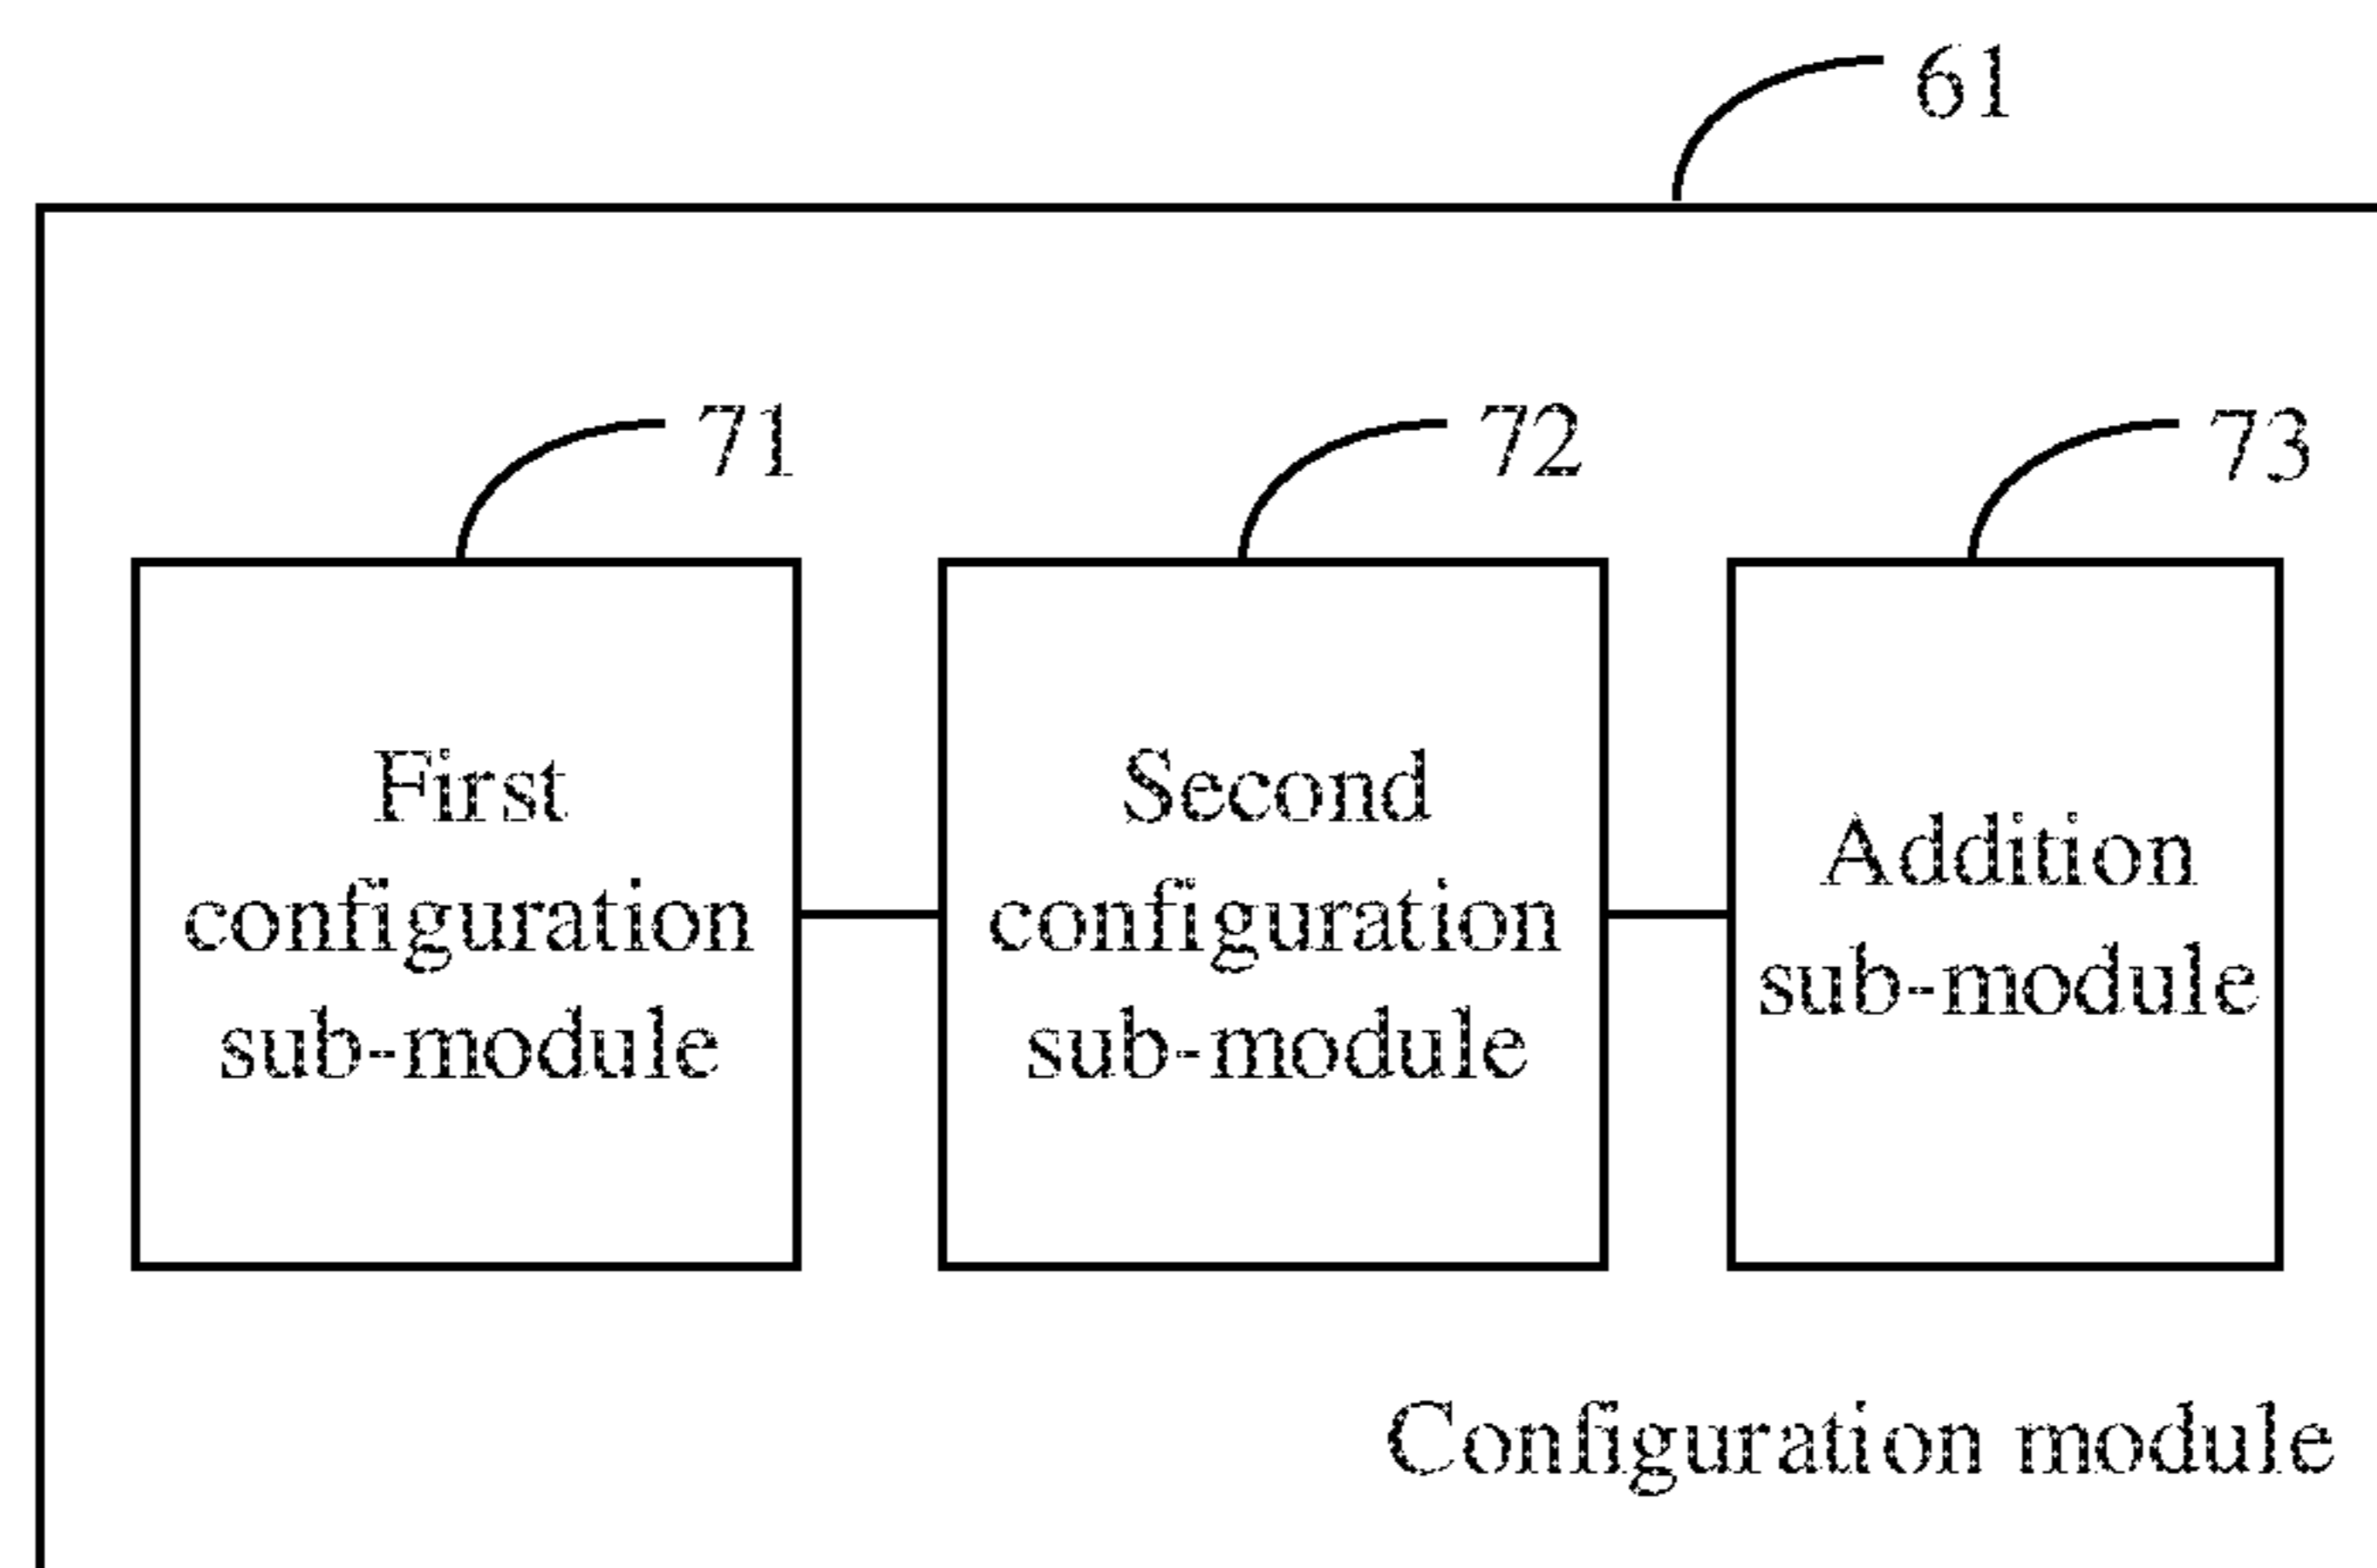 61
71
72
73
First
configuration
sub-module
Second
configuration
sub-module
Addition
sub-module
Configuration module